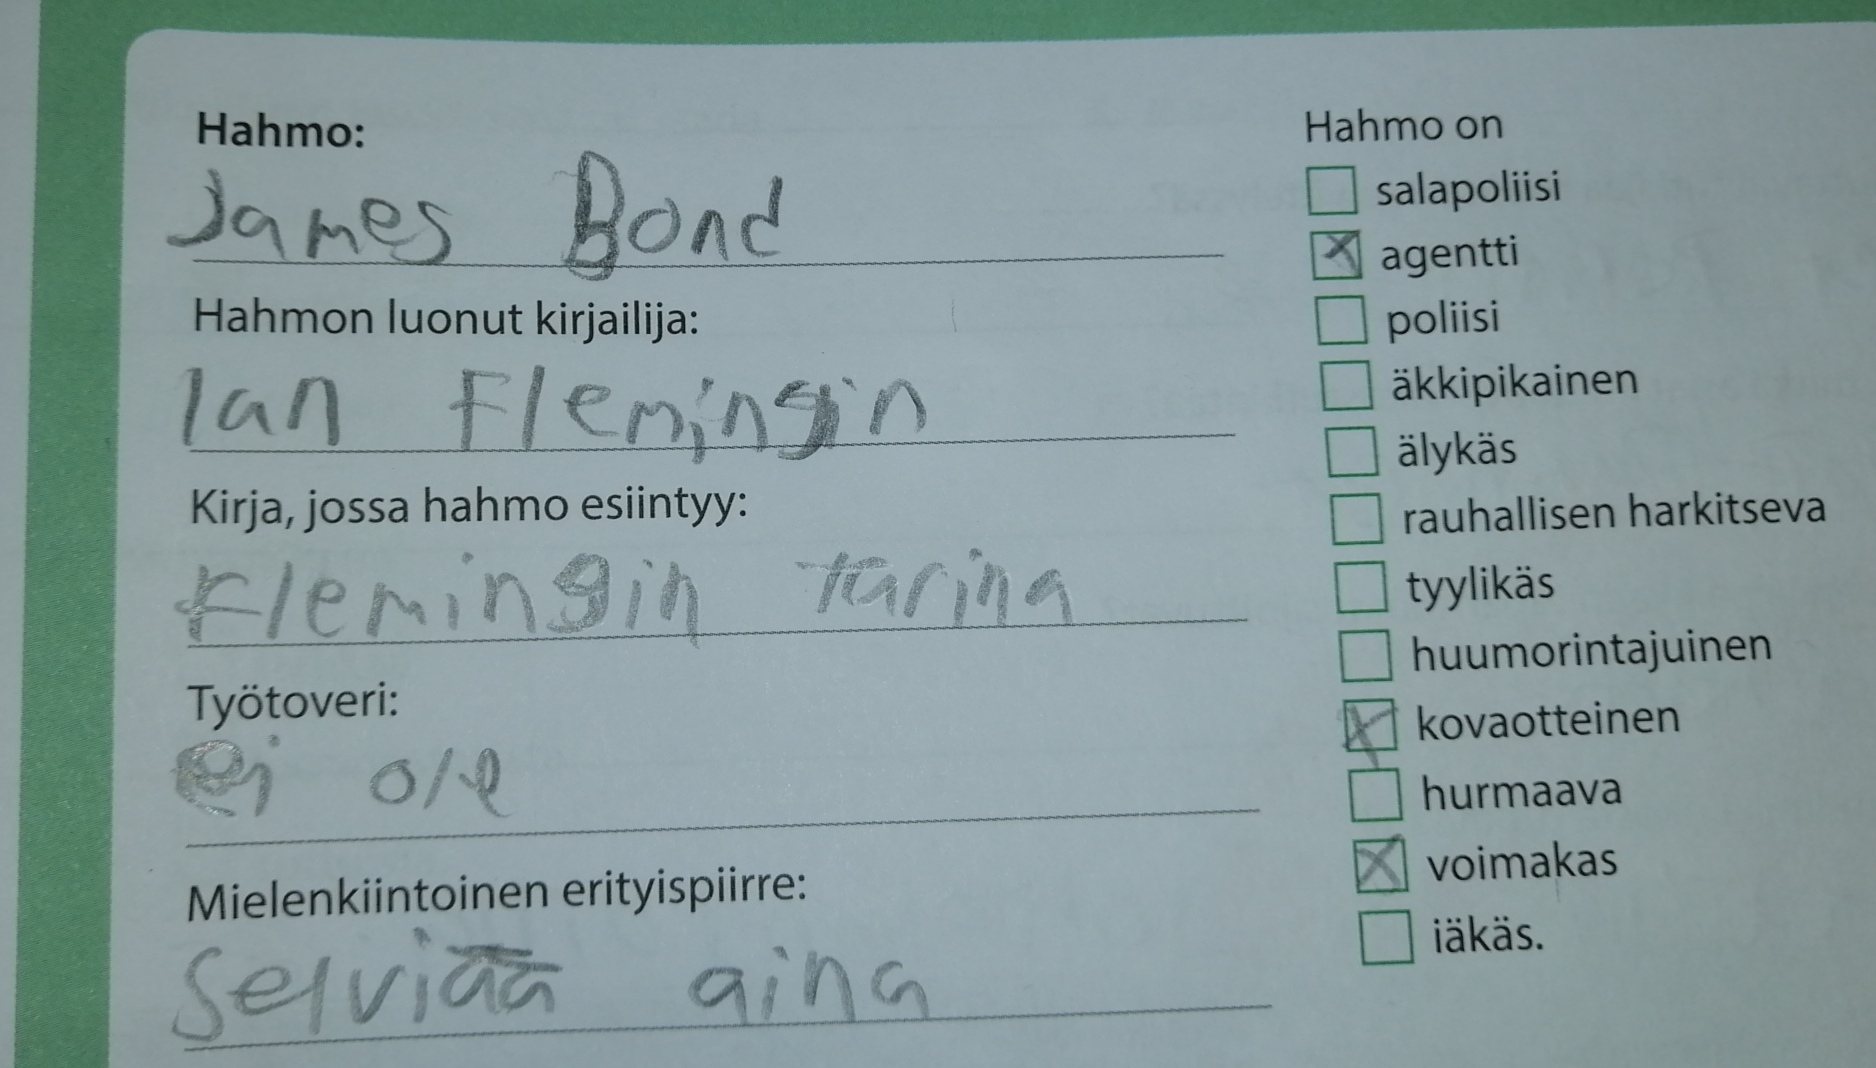 Hahmo:
James Bond
Hahmon luonut kirjailija:
Ian Flemingin
Kirja, jossa hahmo esiintyy:
Flemingin tarina
Työtoveri:
ei ole
Mielenkiintoinen erityispiirre:
Selviää aina
Hahmo on
salapoliisi
agentti
poliisi
äkkipikainen
älykäs
rauhallisen harkitseva
tyylikäs
huumorintajuinen
kovaotteinen
hurmaava
voimakas
iäkäs.